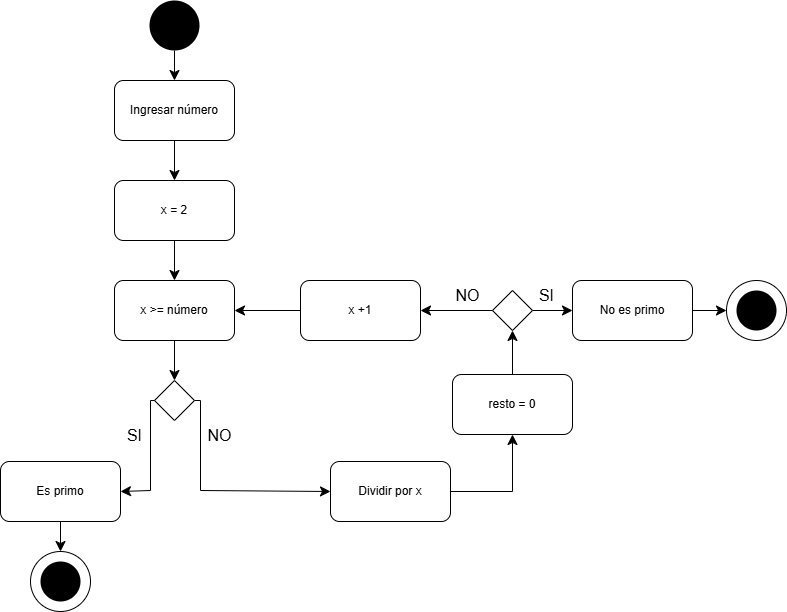 Ingresar número
x = 2
x >= número
x +1
NO
SI
No es primo
resto = 0
SI
NO
Es primo
Dividir por x